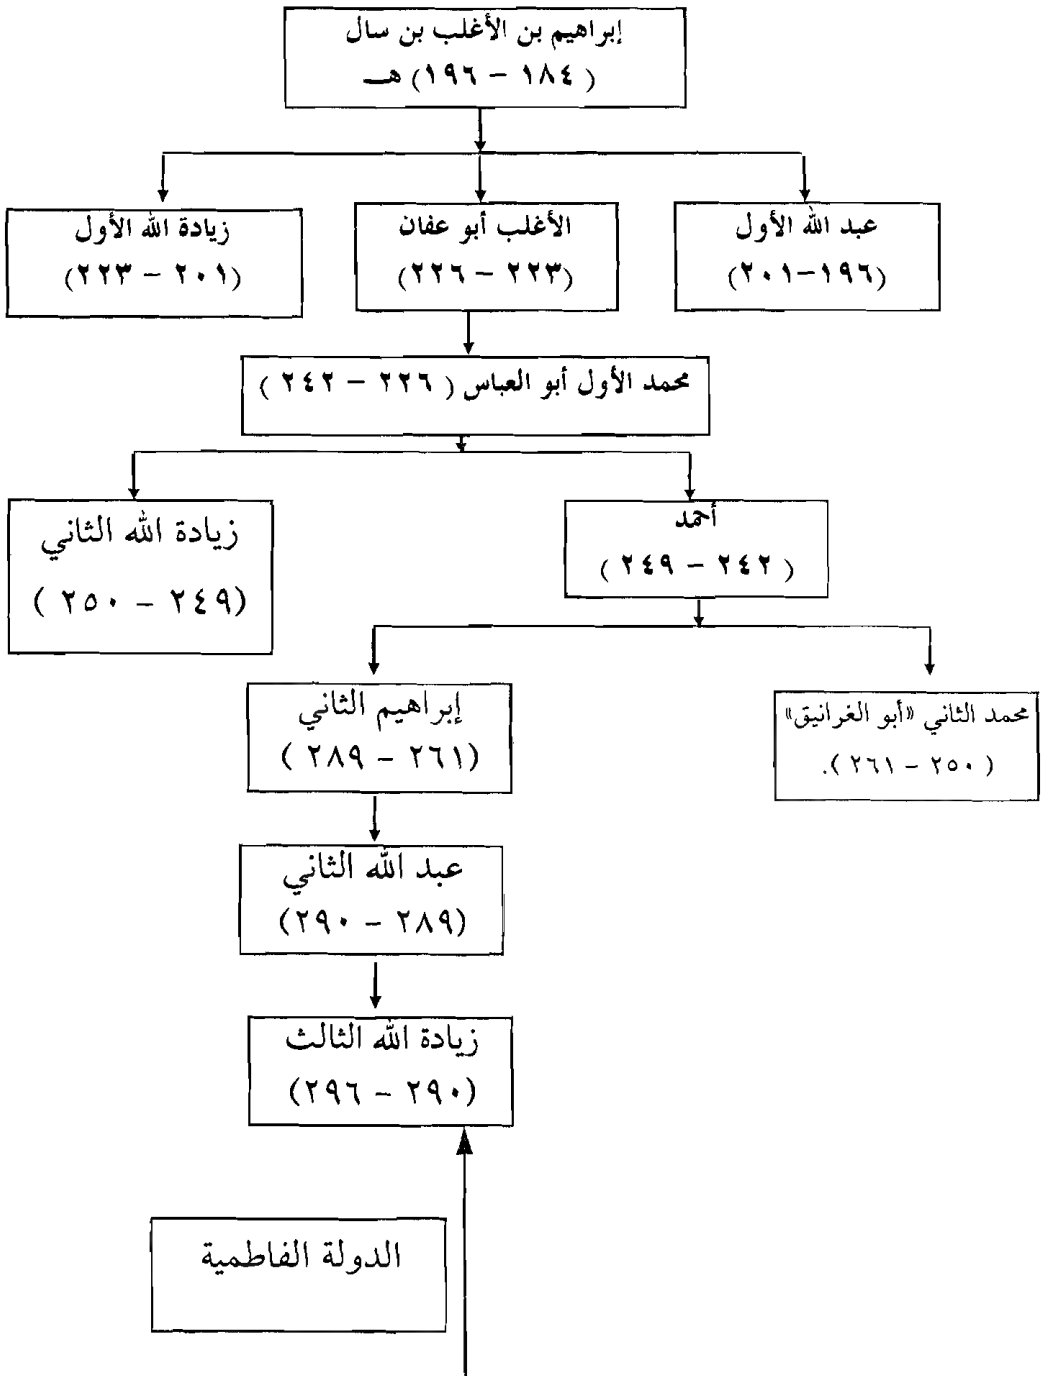 إبراهيم بن الأغلب بن سال
( ١٨٤ – ١٩٦) هــ
عبد الله الأول
(١٩٦–٢٠١)
الأغلب أبو عفان
(٢٢٣ – ٢٢٦)
زيادة الله الأول
(٢٠١ – ٢٢٣)
محمد الأول أبو العباس ( ٢٢٦ – ٢٤٢ )
أحمد
( ٢٤٢ – ٢٤٩ )
زيادة الله الثاني
(٢٤٩ – ٢٥٠ )
محمد الثاني «أبو الغرانيق»
( ٢٥٠ – ٢٦١).
إبراهيم الثاني
(٢٦١ – ٢٨٩ )
عبد الله الثاني
(٢٨٩ – ٢٩٠)
زيادة الله الثالث
(٢٩٠ – ٢٩٦)
الدولة الفاطمية